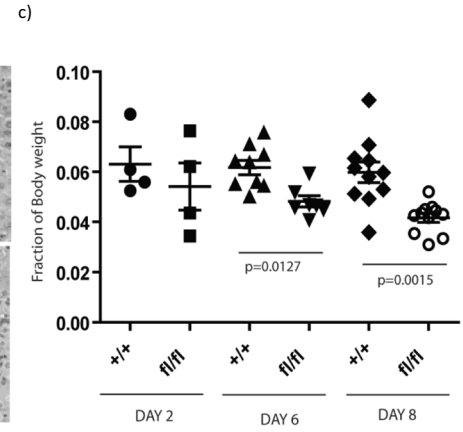 c)
Fraction of Body weight
0.10
0.08
0.06
0.04
0.02
0.00
p=0.0127
p=0.0015
+/+
fl/fl
+/+
fl/fl
+/+
fl/fl
DAY 2
DAY 6
DAY 8